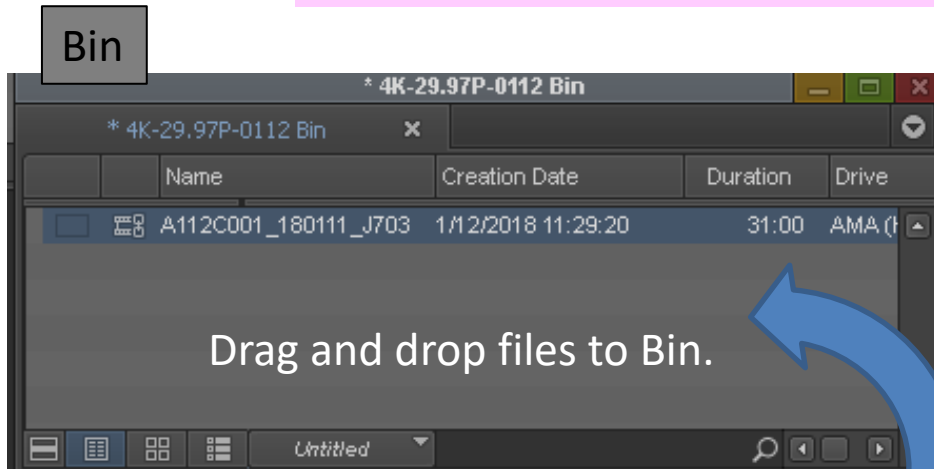 Bin
* 4K-29.97P-0112 Bin
* 4K-29.97P-0112 Bin
Name Creation Date Duration Drive
A112C001_180111_J703 1/12/2018 11:29:20 31:00 AMA (
Drag and drop files to Bin.
Untitled